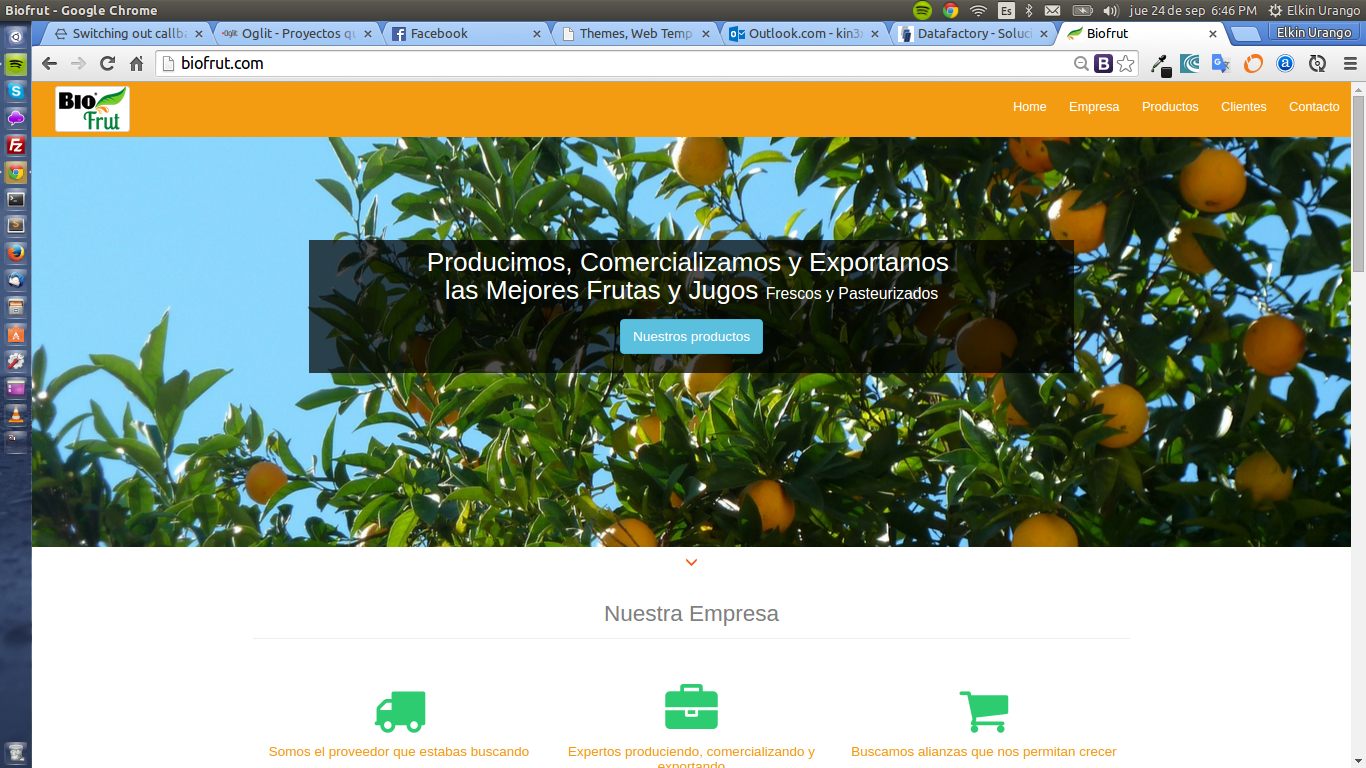 Biofrut - Google Chrome
Es
jue 24 de sep 6:46 PM
Elkin Urango
Switching out callba
Oglit - Proyectos qu
Facebook
Themes, Web Temp
Outlook.com - kin3x
Datafactory - Soluci
Biofrut
Elkin Urango
biofrut.com
B
BIO
Frut
Home
Empresa
Productos
Clientes
Contacto
Producimos, Comercializamos y Exportamos
las Mejores Frutas y Jugos Frescos y Pasteurizados
Nuestros productos
Nuestra Empresa
Somos el proveedor que estabas buscando
Expertos produciendo, comercializando y
exportando
Buscamos alianzas que nos permitan crecer